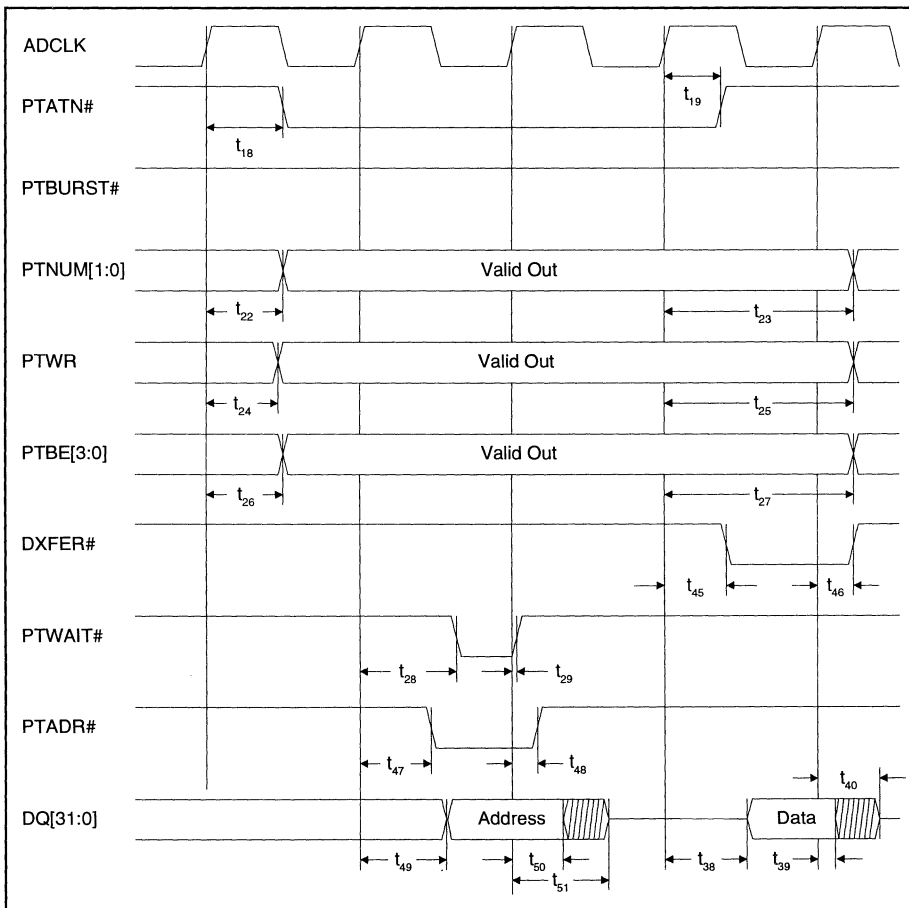 ADCLK
PTATN#
t19
t18
PTBURST#
PTNUM[1:0]
Valid Out
t22
t23
PTWR
Valid Out
t24
t25
PTBE[3:0]
Valid Out
t26
t27
DXFER#
t45
t46
PTWAIT#
t28
t29
PTADR#
t47
t48
t40
DQ[31:0]
Address
Data
t49
t50
t38
t39
t51